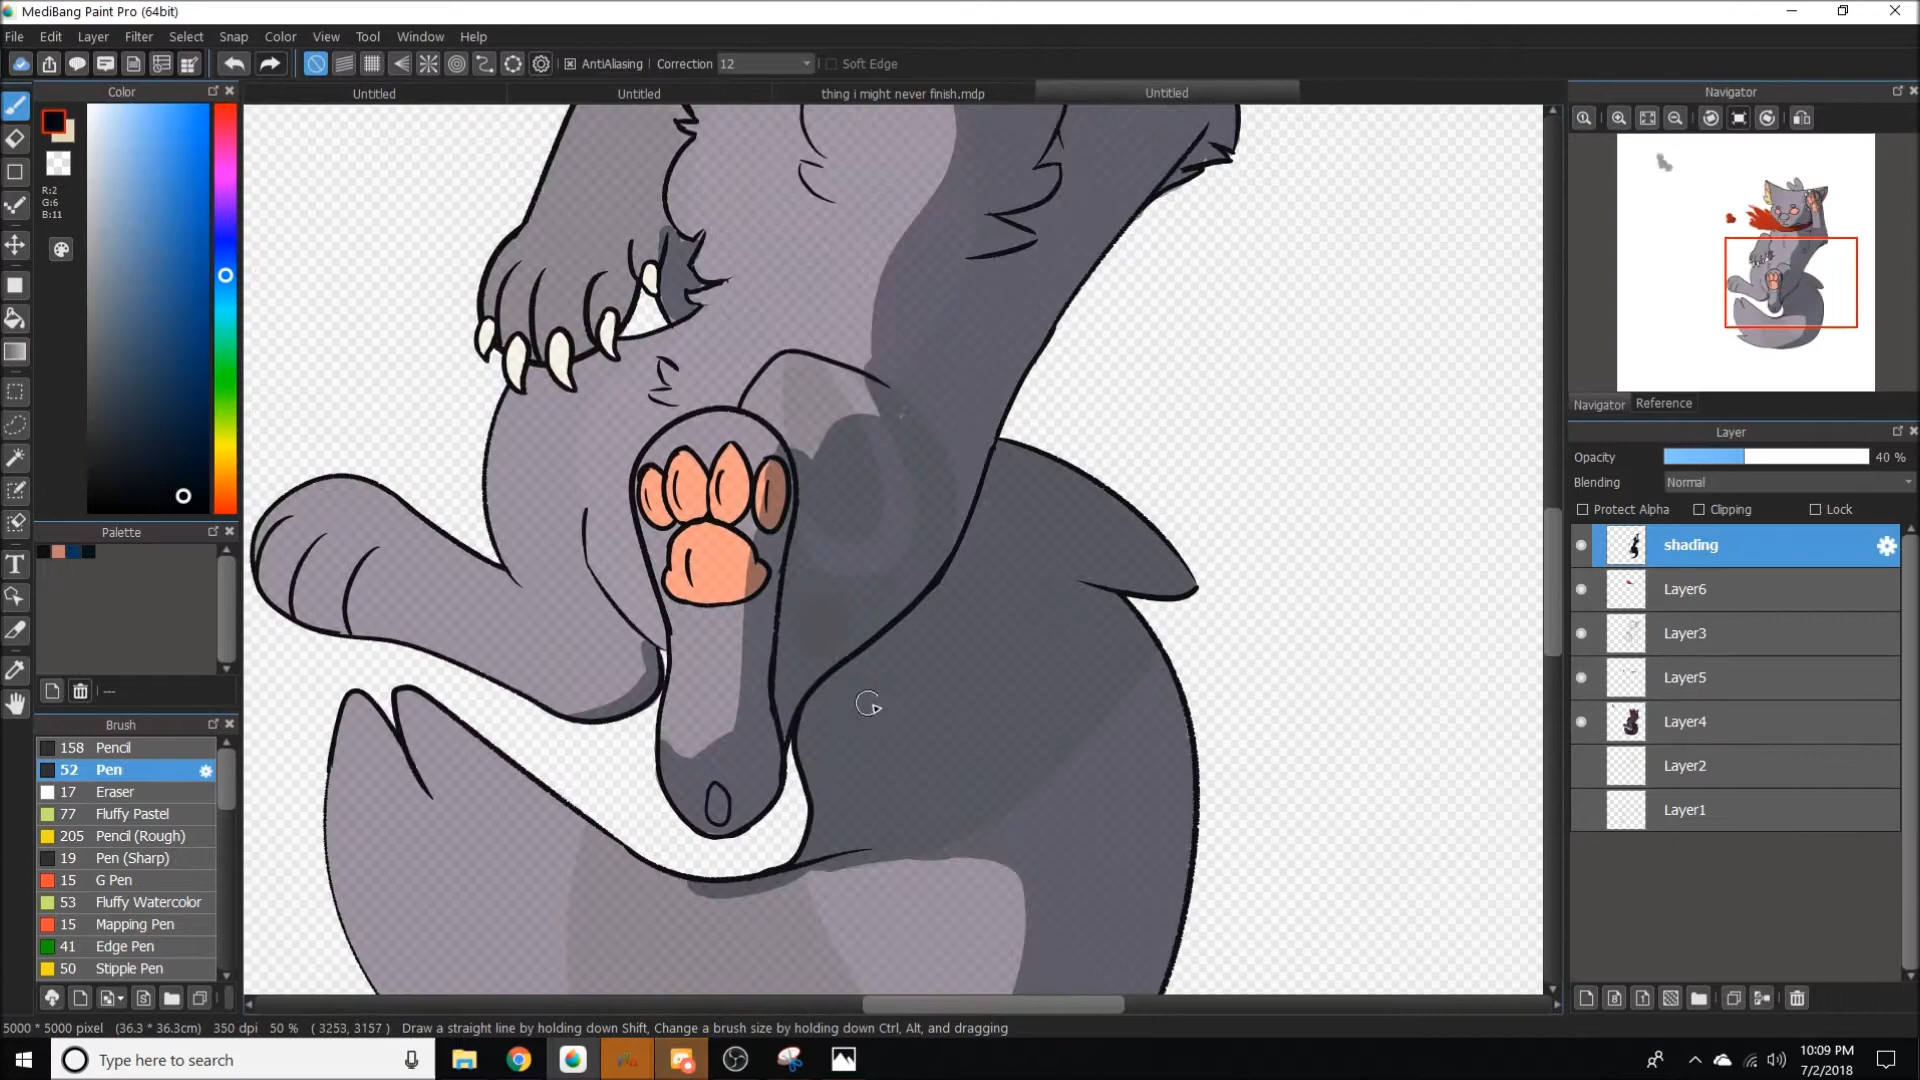 MediBang Paint Pro (64bit)
File Edit Layer Filter Select Snap Color View Tool Window Help
AntiAliasing Correction 12 Soft Edge
Color
Untitled Untitled thing i might never finish.mdp Untitled
Navigator
R:2
G:6
B:11
Navigator Reference
Layer
Opacity 40 %
Blending Normal
Protect Alpha Clipping Lock
Palette
shading
Layer6
Layer3
Layer5
Layer4
Layer2
Layer1
---
Brush
158 Pencil
52 Pen
17 Eraser
77 Fluffy Pastel
205 Pencil (Rough)
19 Pen (Sharp)
15 G Pen
53 Fluffy Watercolor
15 Mapping Pen
41 Edge Pen
50 Stipple Pen
5000 * 5000 pixel (36.3 * 36.3cm) 350 dpi 50 % ( 3253, 3157 ) Draw a straight line by holding down Shift, Change a brush size by holding down Ctrl, Alt, and dragging
Type here to search
10:09 PM
7/2/2018